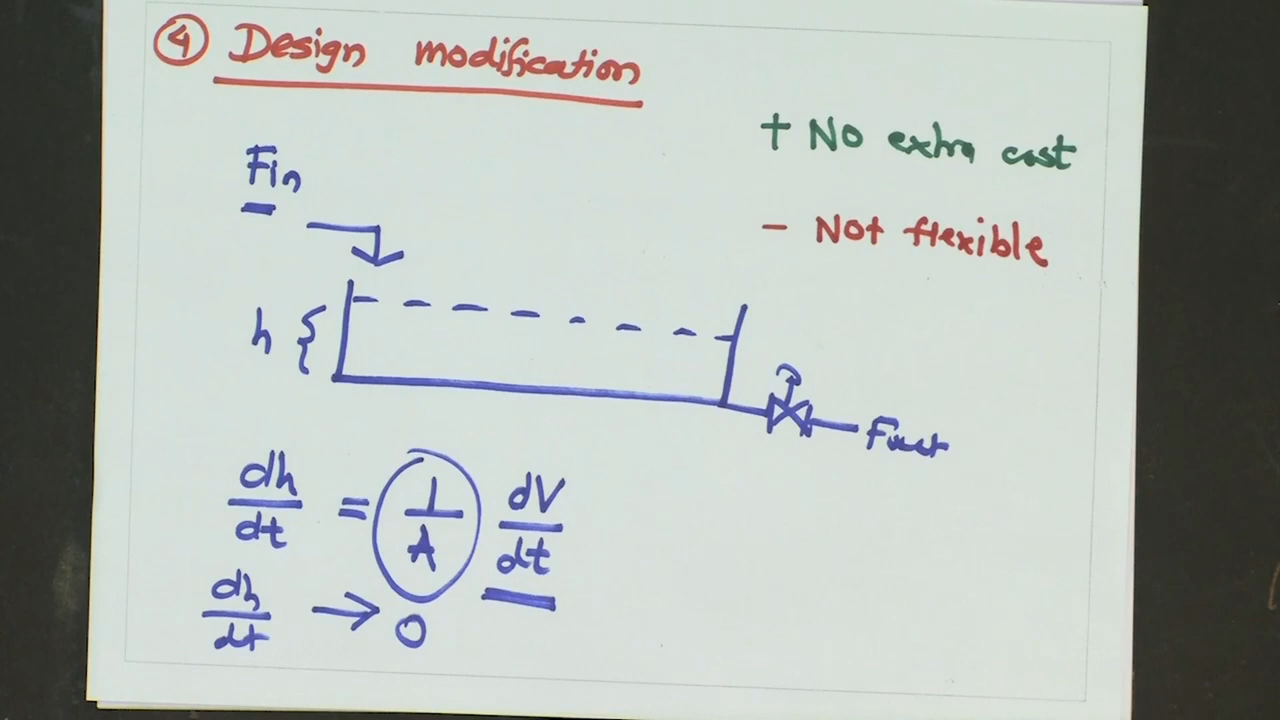 ④ Design modification
+ No extra cost
- Not flexible
Fin
h {
Fout
dh/dt = 1/A dV/dt
dh/dt → 0